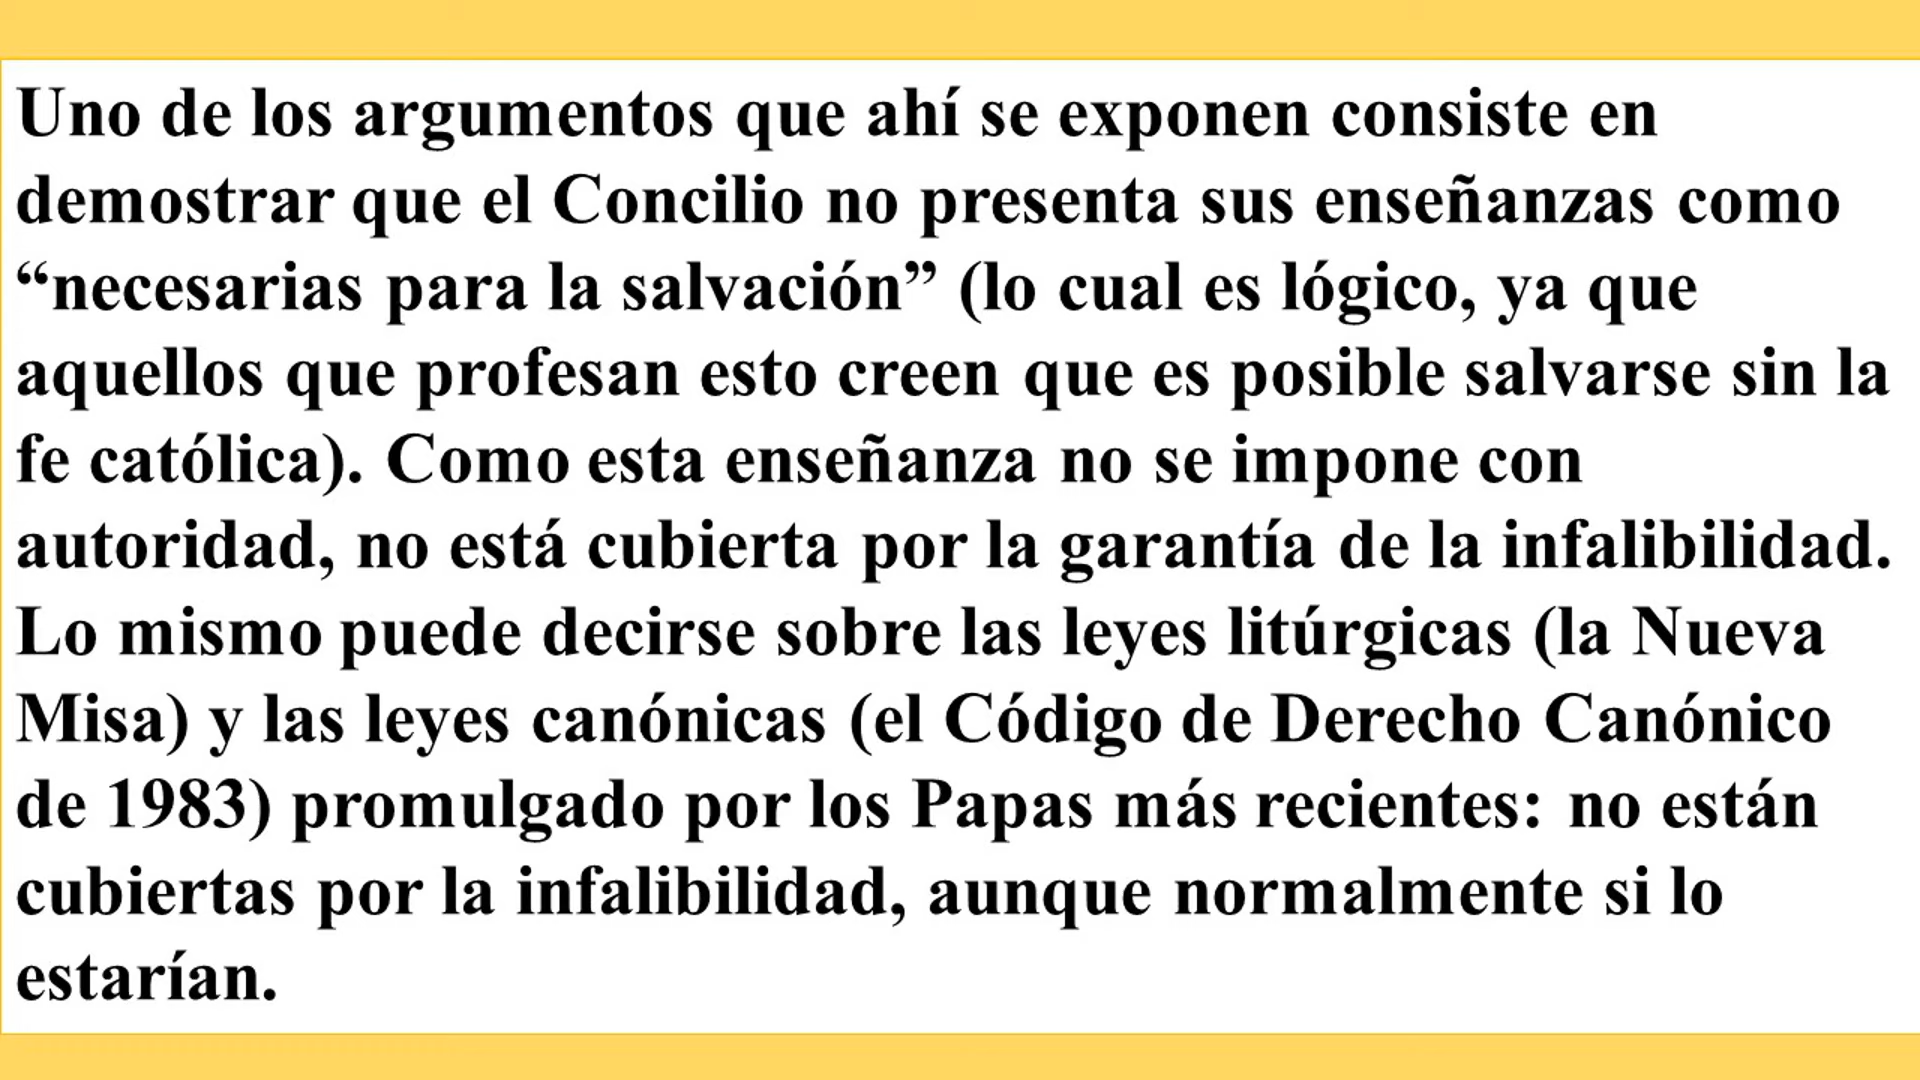 Uno de los argumentos que ahí se exponen consiste en
demostrar que el Concilio no presenta sus enseñanzas como
“necesarias para la salvación” (lo cual es lógico, ya que
aquellos que profesan esto creen que es posible salvarse sin la
fe católica). Como esta enseñanza no se impone con
autoridad, no está cubierta por la garantía de la infalibilidad.
Lo mismo puede decirse sobre las leyes litúrgicas (la Nueva
Misa) y las leyes canónicas (el Código de Derecho Canónico
de 1983) promulgado por los Papas más recientes: no están
cubiertas por la infalibilidad, aunque normalmente si lo
estarían.